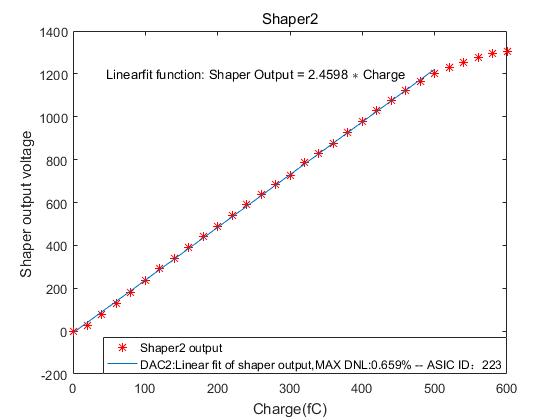 Shaper2
1400
1200
1000
800
600
400
200
0
-200
Shaper output voltage
Linearfit function: Shaper Output = 2.4598 * Charge
Shaper2 output
DAC2:Linear fit of shaper output,MAX DNL:0.659% -- ASIC ID：223
0 100 200 300 400 500 600
Charge(fC)